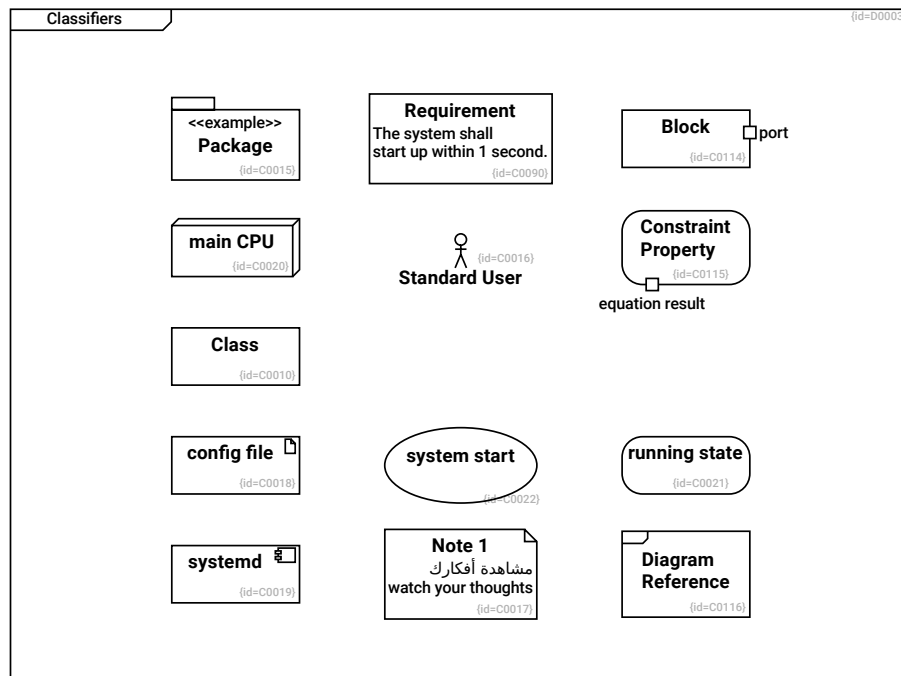 Classifiers
{id=D0003
<<example>>
Package
{id=C0015}
Requirement
The system shall
start up within 1 second.
{id=C0090}
Block
port
{id=C0114}
main CPU
{id=C0020}
{id=C0016}
Standard User
Constraint
Property
{id=C0115}
equation result
Class
{id=C0010}
config file
{id=C0018}
system start
{id=C0022}
running state
{id=C0021}
systemd
{id=C0019}
Note 1
مشاهدة أفكارك
watch your thoughts
{id=C0017}
Diagram
Reference
{id=C0116}